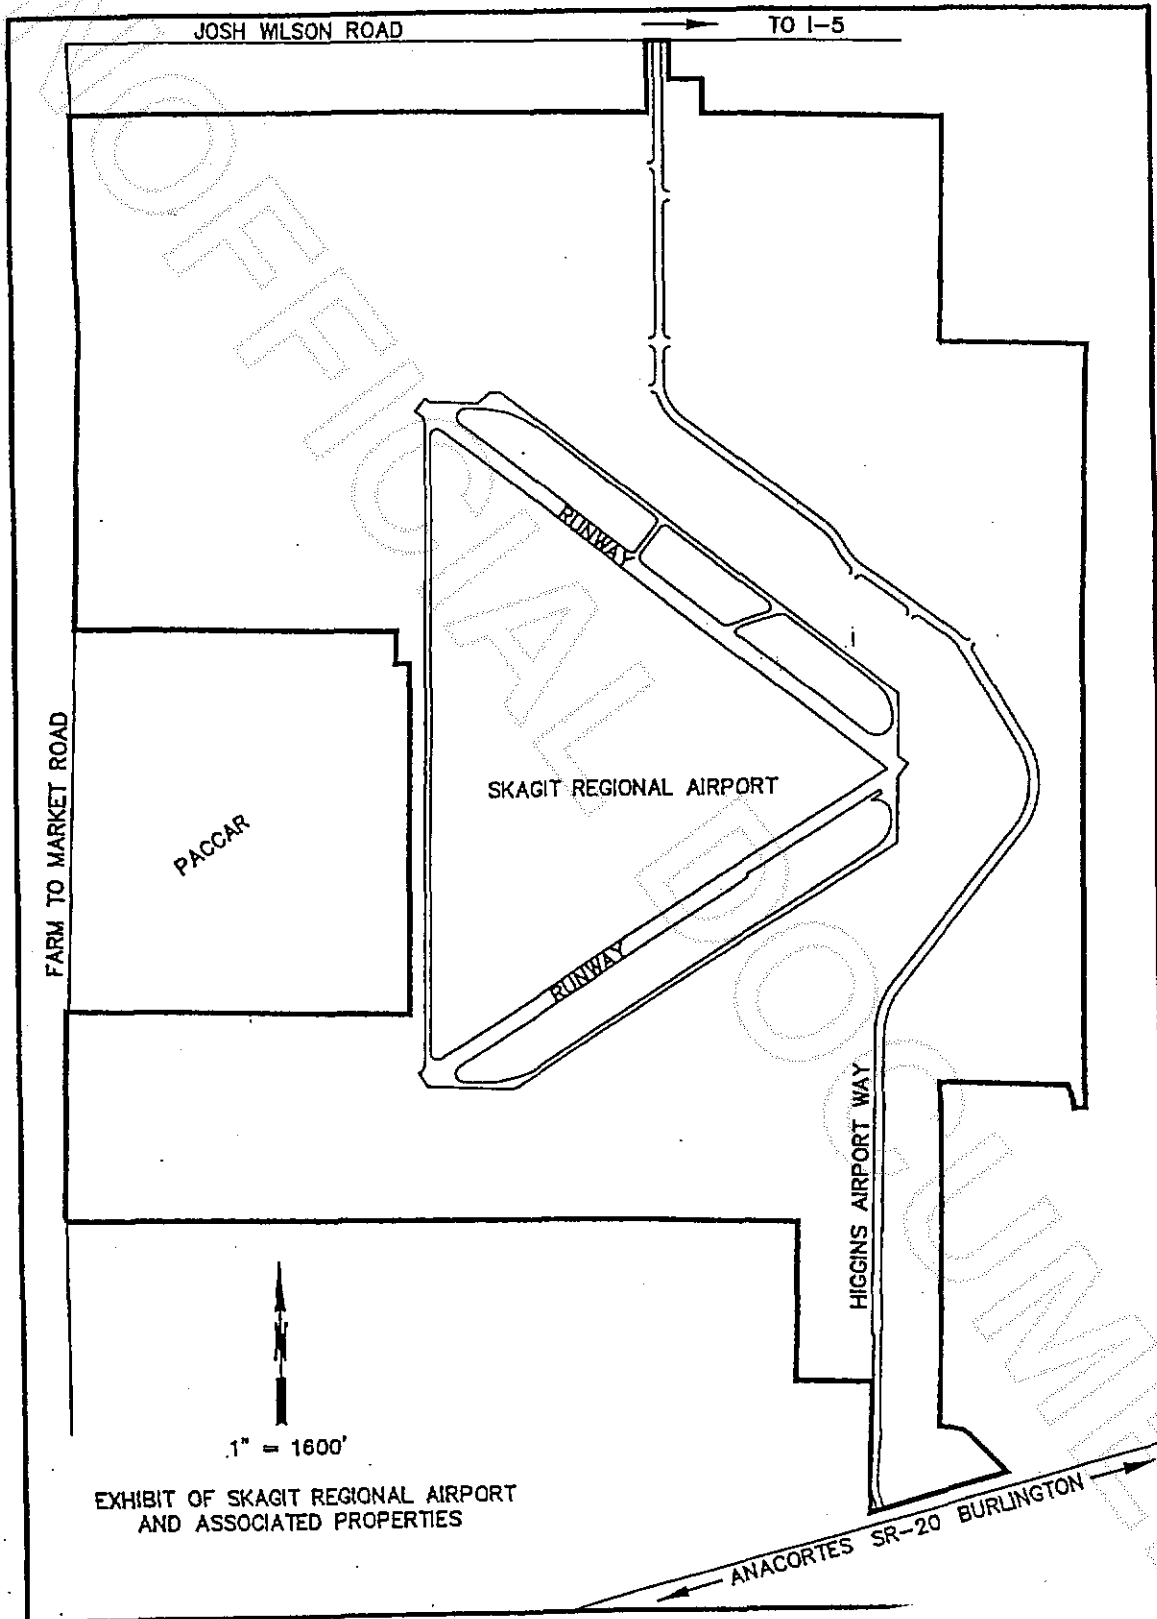 JOSH WILSON ROAD
TO I-5
RUNWAY
SKAGIT REGIONAL AIRPORT
FARM TO MARKET ROAD
PACCAR
RUNWAY
HIGGINS AIRPORT WAY
N
1" = 1600'
EXHIBIT OF SKAGIT REGIONAL AIRPORT
AND ASSOCIATED PROPERTIES
ANACORTES SR-20 BURLINGTON
UNOFFICIAL DOCUMENT